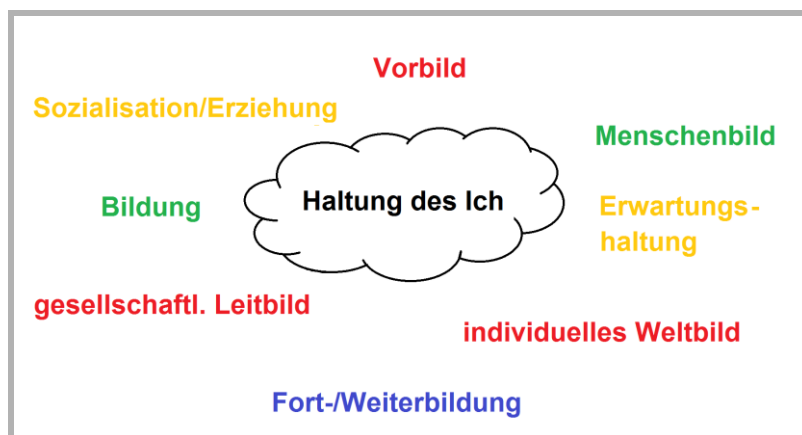 Vorbild
Sozialisation/Erziehung
Menschenbild
Bildung
Haltung des Ich
Erwartungs-
haltung
gesellschaftl. Leitbild
individuelles Weltbild
Fort-/Weiterbildung